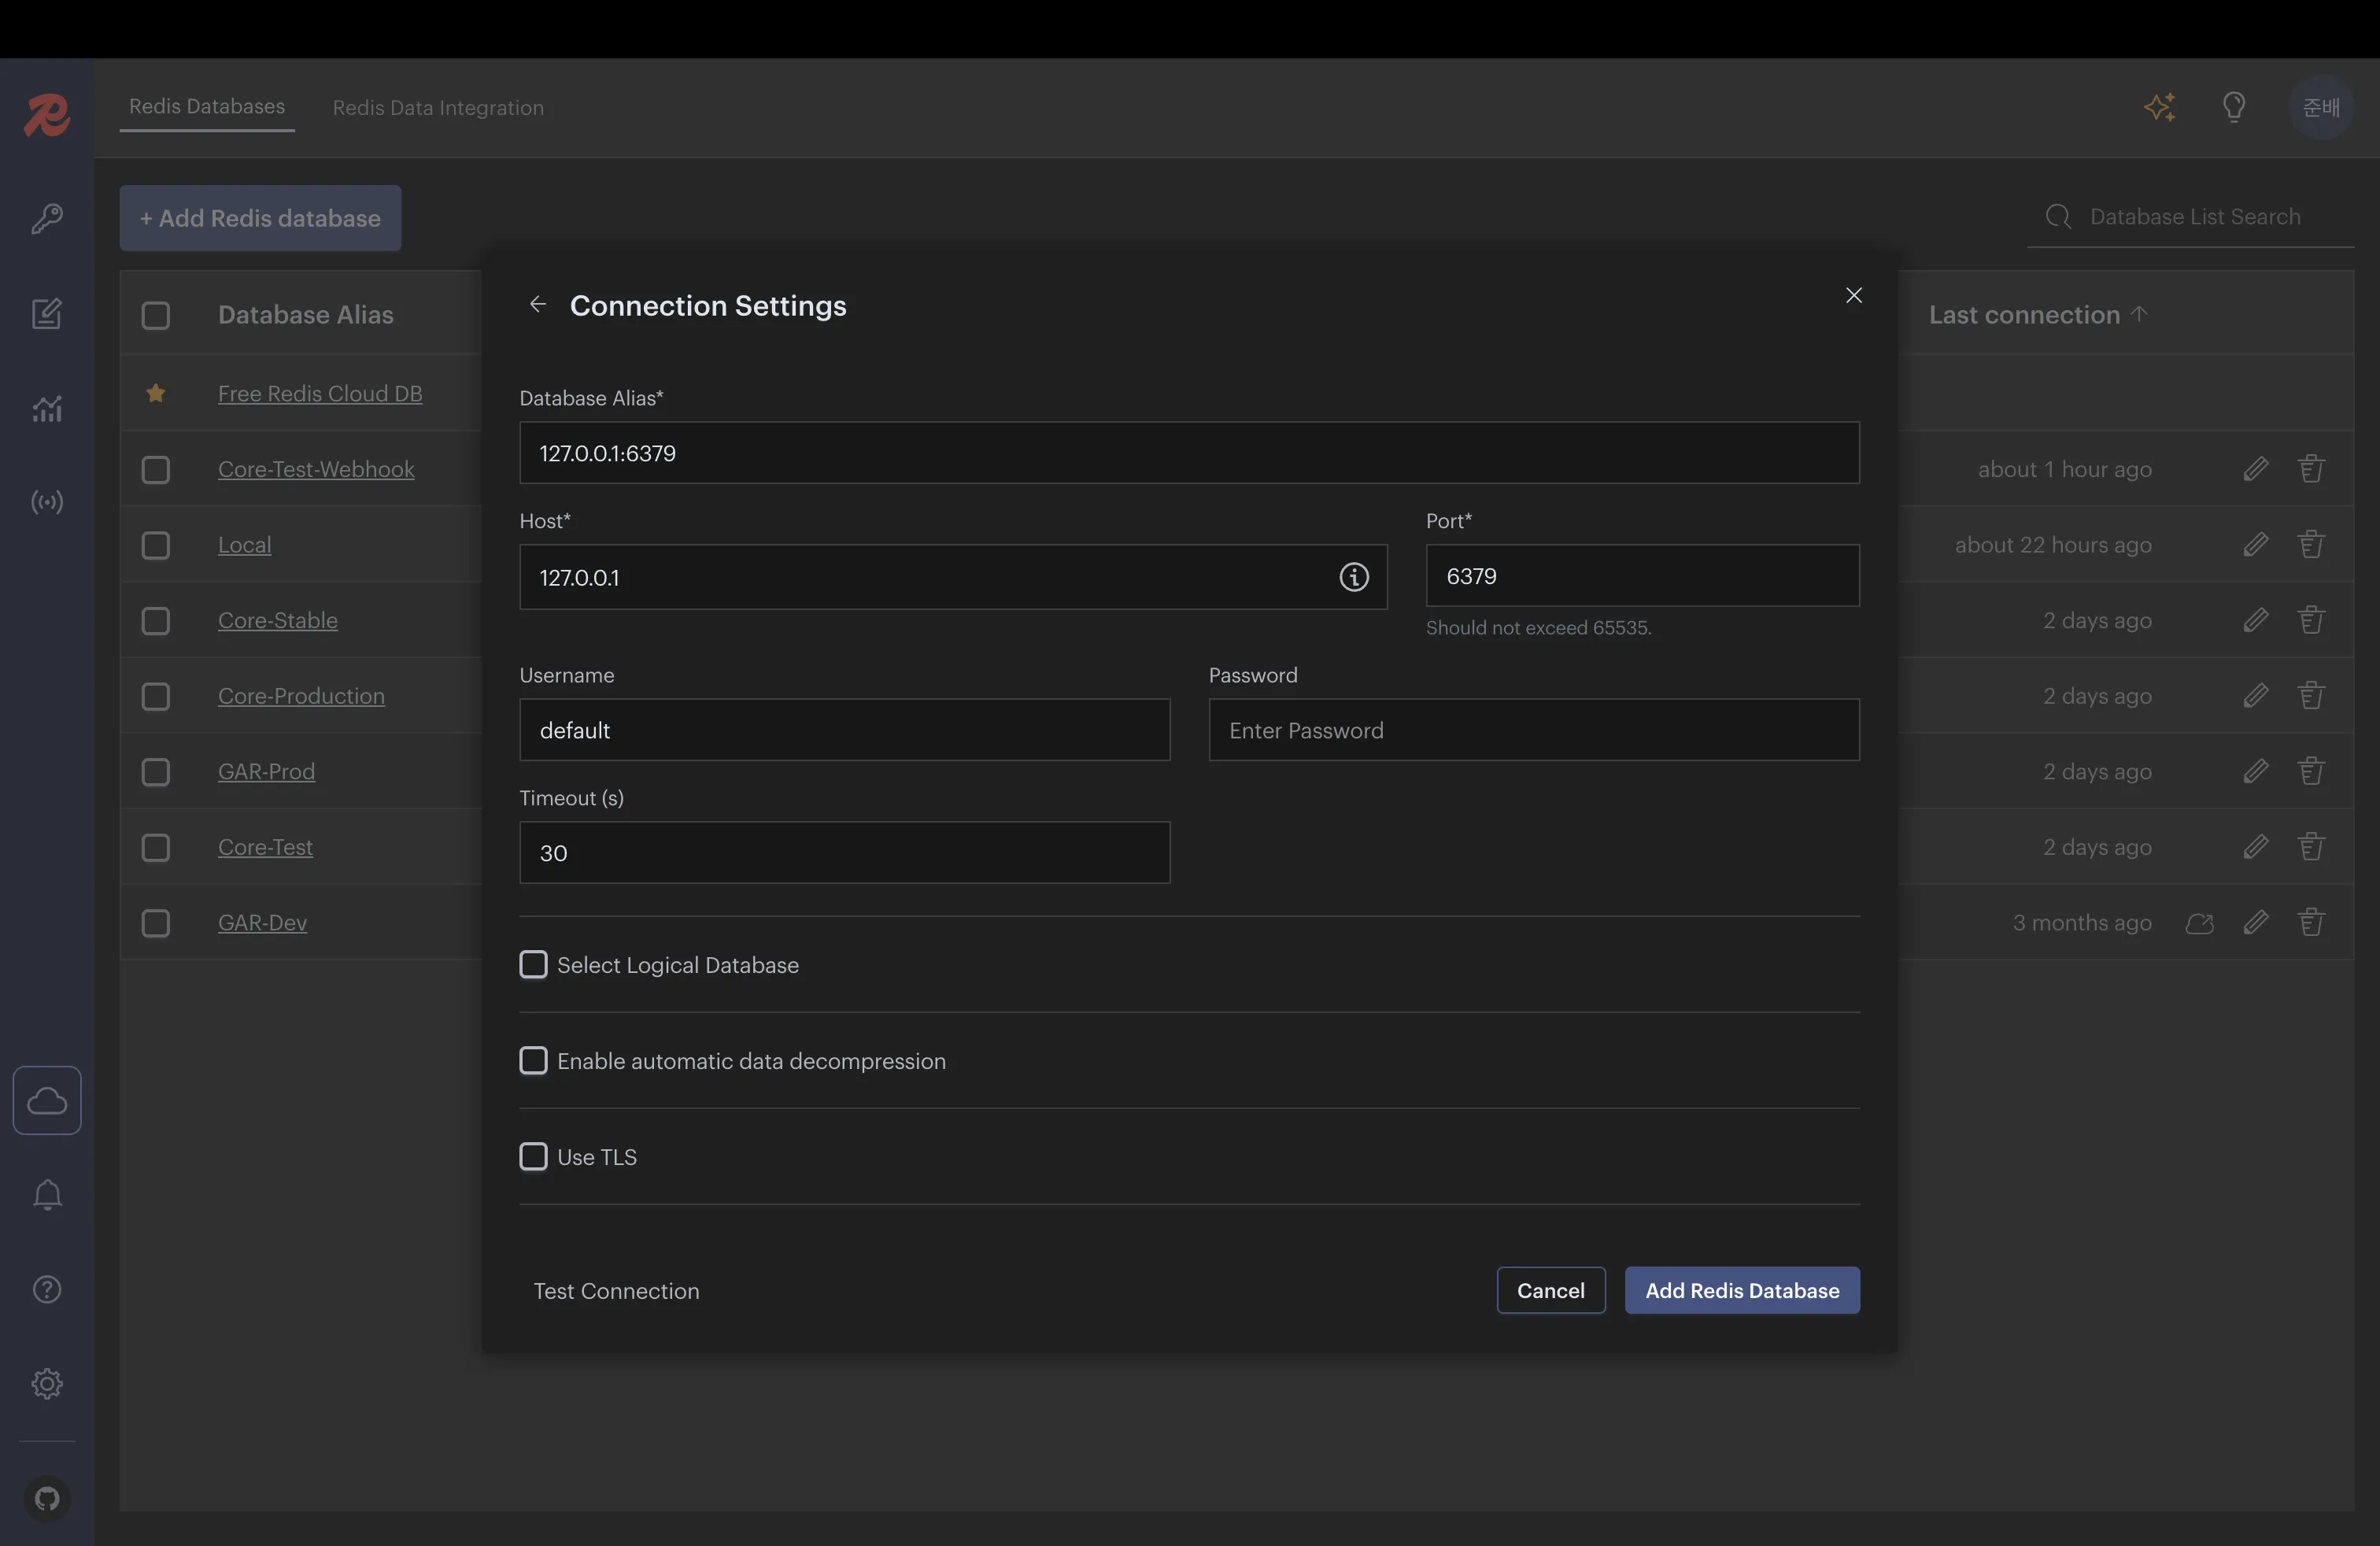 Redis Databases
Redis Data Integration
준배
+ Add Redis database
Database List Search
Database Alias
Last connection
Free Redis Cloud DB
Core-Test-Webhook
about 1 hour ago
Local
about 22 hours ago
Core-Stable
2 days ago
Core-Production
2 days ago
GAR-Prod
2 days ago
Core-Test
2 days ago
GAR-Dev
3 months ago
Connection Settings
Database Alias*
127.0.0.1:6379
Host*
Port*
127.0.0.1
6379
Should not exceed 65535.
Username
Password
default
Enter Password
Timeout (s)
30
Select Logical Database
Enable automatic data decompression
Use TLS
Test Connection
Cancel
Add Redis Database